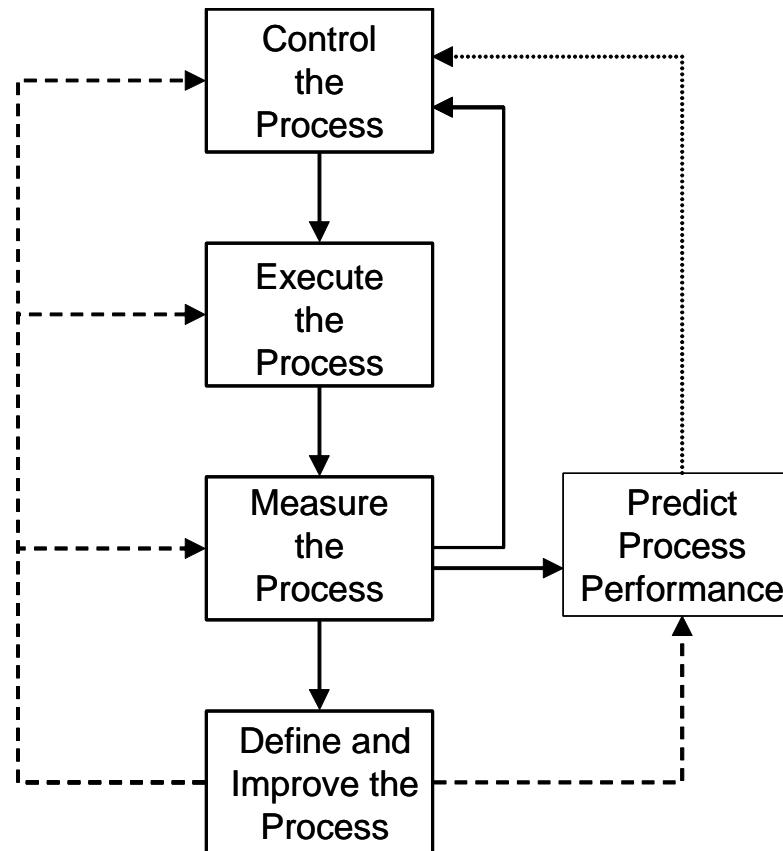 Control
the
Process
Execute
the
Process
Measure
the
Process
Predict
Process
Performance
Define and
Improve the
Process